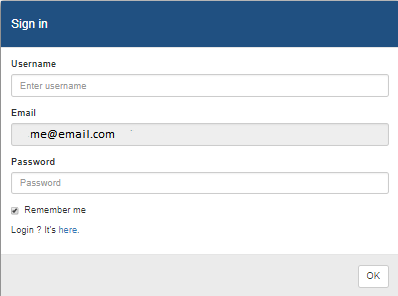 Sign in
Username
Enter username
Email
me@email.com
Password
Password
Remember me
Login ? It's here.
OK